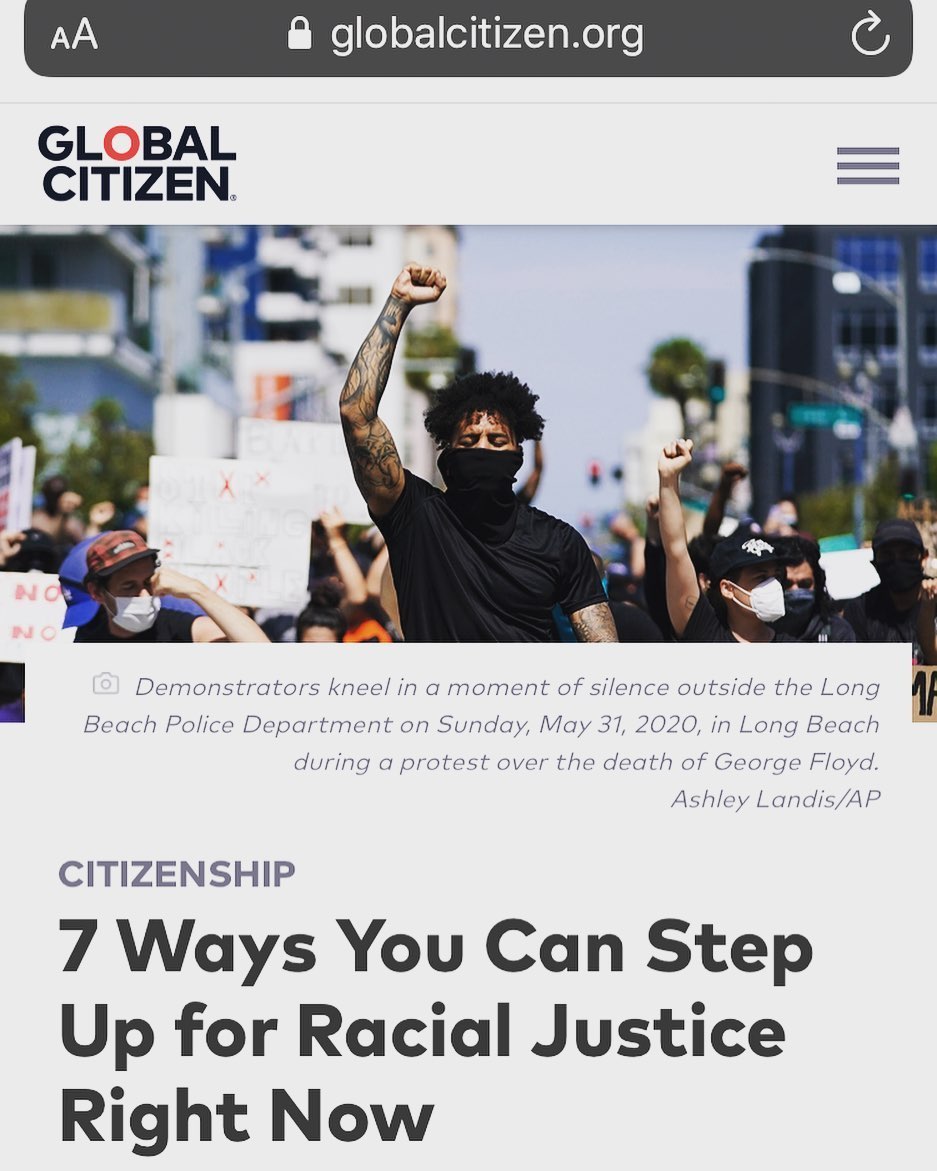 AA globalcitizen.org
GLOBAL
CITIZEN®
NO
NO
Demonstrators kneel in a moment of silence outside the Long
Beach Police Department on Sunday, May 31, 2020, in Long Beach
during a protest over the death of George Floyd.
Ashley Landis/AP
CITIZENSHIP
7 Ways You Can Step
Up for Racial Justice
Right Now